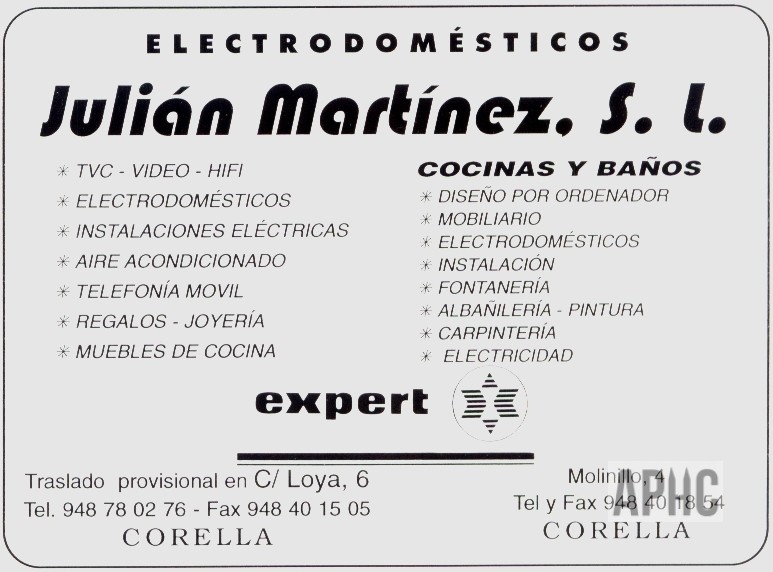 ELECTRODOMÉSTICOS
Julián Martínez, S. L.
✳ TVC - VIDEO - HIFI
✳ ELECTRODOMÉSTICOS
✳ INSTALACIONES ELÉCTRICAS
✳ AIRE ACONDICIONADO
✳ TELEFONÍA MOVIL
✳ REGALOS - JOYERÍA
✳ MUEBLES DE COCINA
COCINAS Y BAÑOS
✳ DISEÑO POR ORDENADOR
✳ MOBILIARIO
✳ ELECTRODOMÉSTICOS
✳ INSTALACIÓN
✳ FONTANERÍA
✳ ALBAÑILERÍA - PINTURA
✳ CARPINTERÍA
✳ ELECTRICIDAD
expert
Traslado provisional en C/ Loya, 6
Tel. 948 78 02 76 - Fax 948 40 15 05
CORELLA
Molinillo, 4
Tel y Fax 948 40 18 54
CORELLA
APHC